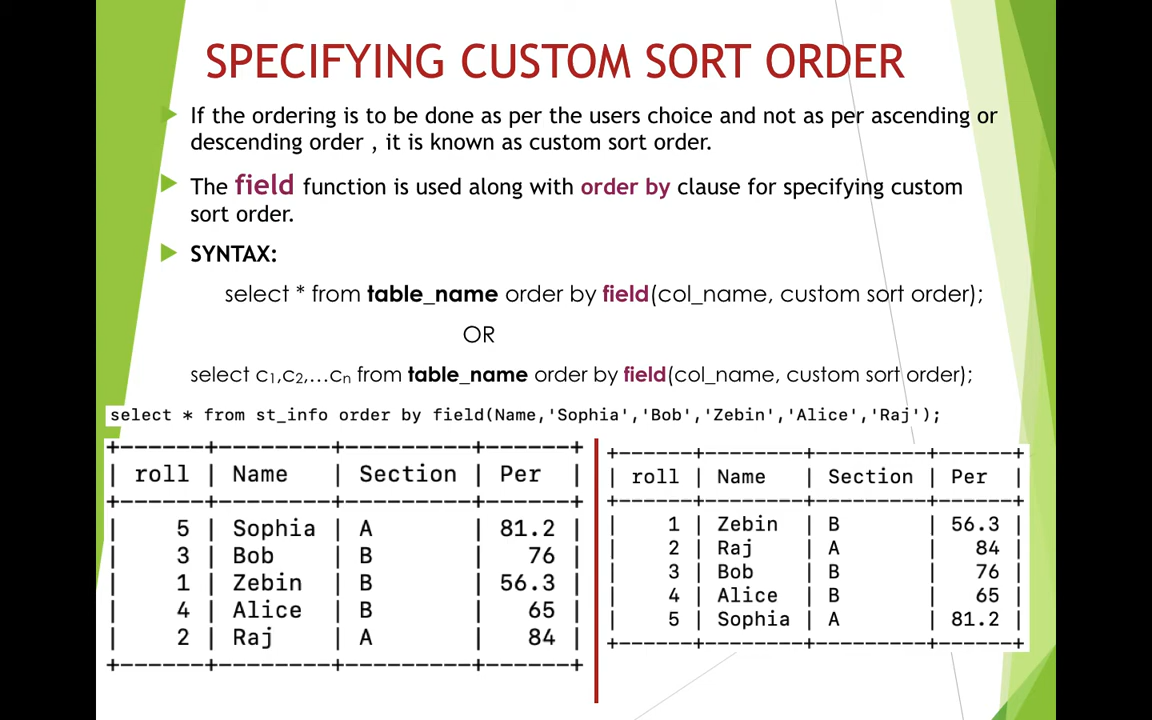 SPECIFYING CUSTOM SORT ORDER
If the ordering is to be done as per the users choice and not as per ascending or
descending order , it is known as custom sort order.
The field function is used along with order by clause for specifying custom
sort order.
SYNTAX:
select * from table_name order by field(col_name, custom sort order);
OR
select c₁,c₂,...cₙ from table_name order by field(col_name, custom sort order);
select * from st_info order by field(Name,'Sophia','Bob','Zebin','Alice','Raj');
+------+--------+---------+------+
| roll | Name | Section | Per |
+------+--------+---------+------+
| 5 | Sophia | A | 81.2 |
| 3 | Bob | B | 76 |
| 1 | Zebin | B | 56.3 |
| 4 | Alice | B | 65 |
| 2 | Raj | A | 84 |
+------+--------+---------+------+
+------+--------+---------+------+
| roll | Name | Section | Per |
+------+--------+---------+------+
| 1 | Zebin | B | 56.3 |
| 2 | Raj | A | 84 |
| 3 | Bob | B | 76 |
| 4 | Alice | B | 65 |
| 5 | Sophia | A | 81.2 |
+------+--------+---------+------+